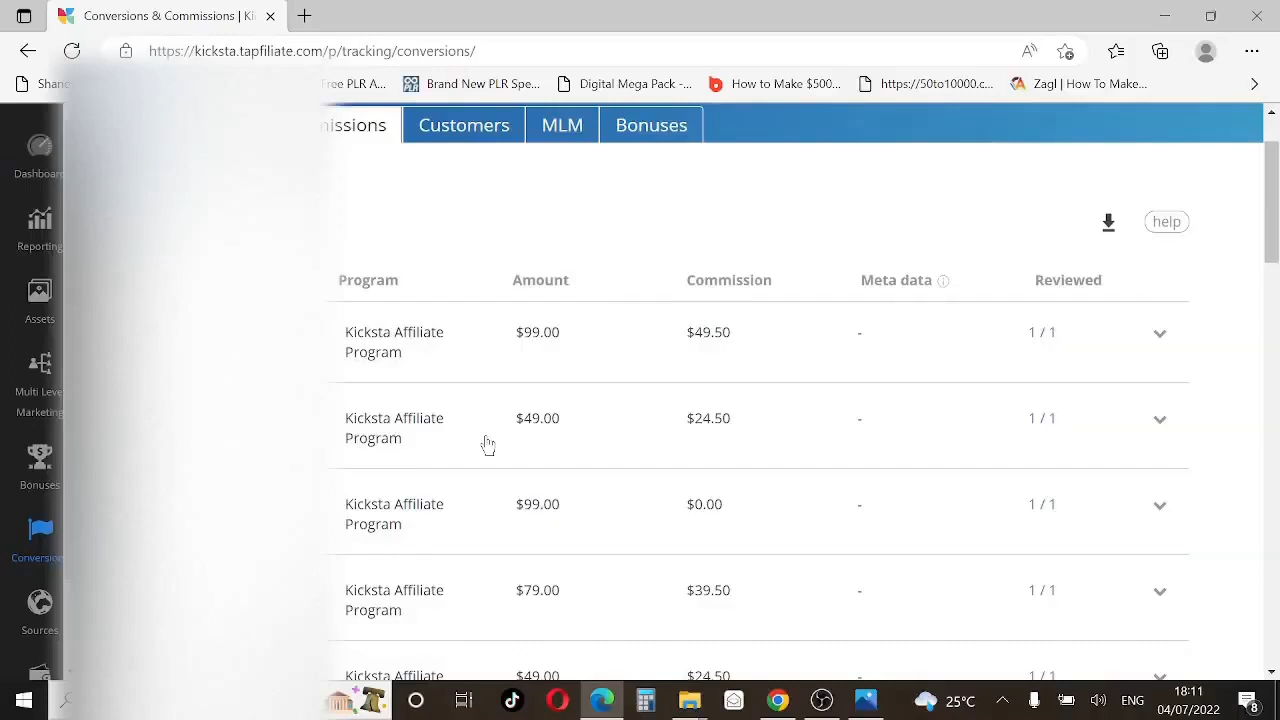 Conversions & Commissions | Ki
https://kicksta.tapfiliate.com/p/tracking/conversions/
Share
Free PLR A...
Brand New PLR Spe...
Digital Mega Pack -...
How to Make $500...
https://50to10000.c...
Zagl | How To Make...
missions
Customers
MLM
Bonuses
help
Program Amount Commission Meta data Reviewed
Kicksta Affiliate $99.00 $49.50 - 1 / 1
Program
Kicksta Affiliate $49.00 $24.50 - 1 / 1
Program
Kicksta Affiliate $99.00 $0.00 - 1 / 1
Program
Kicksta Affiliate $79.00 $39.50 - 1 / 1
Program
Kicksta Affiliate $49.00 $24.50
Dashboard
Reporting
Assets
Multi Leve
Marketing
Bonuses
Conversion
Sources
25°C
ENG
18:11
04/07/2022
8